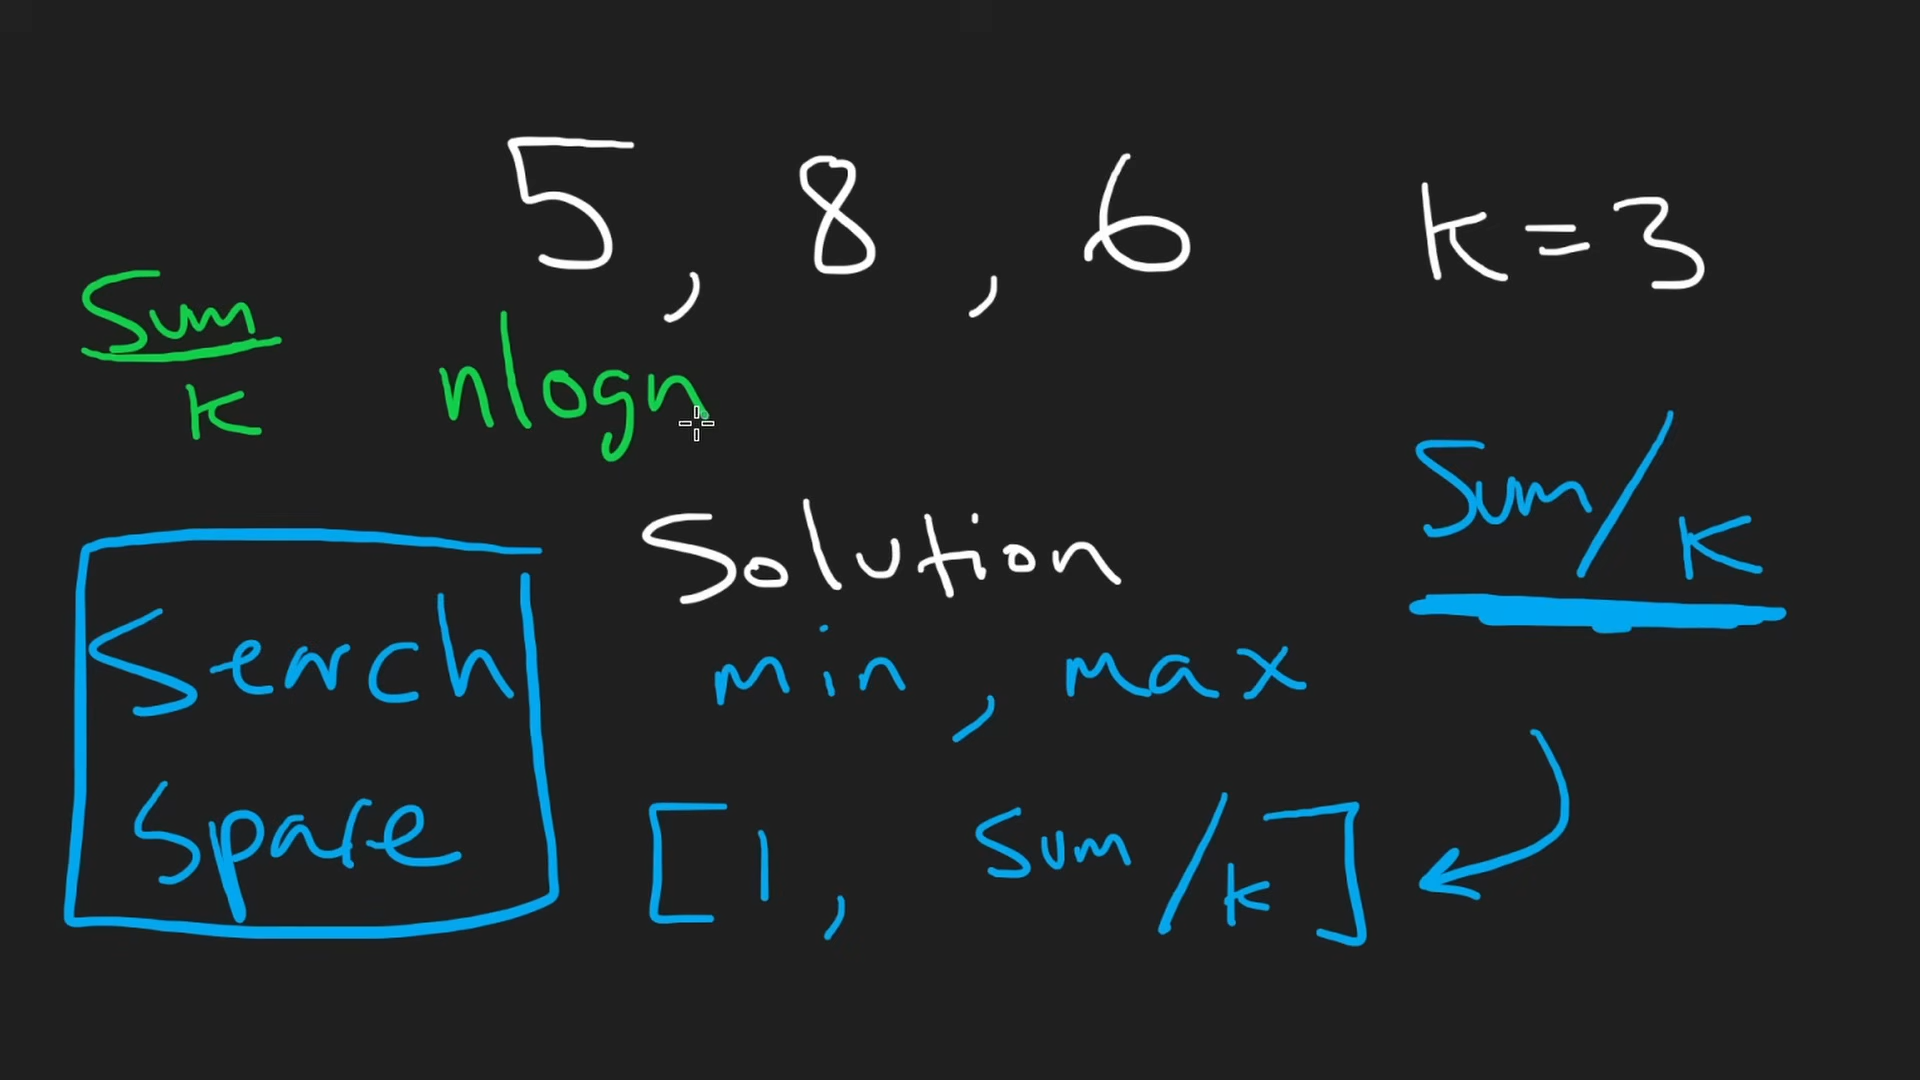 5, 8, 6 k=3
Sum
k
nlogn
Sum/k
Solution
Search
Space
min, max
[1, Sum/k]